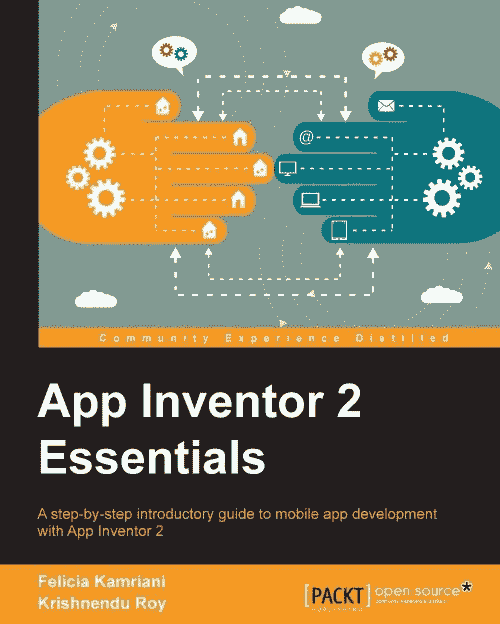 @
Community Experience Distilled
App Inventor 2
Essentials
A step-by-step introductory guide to mobile app development
with App Inventor 2
Felicia Kamriani
Krishnendu Roy
[PACKT] open source*
PUBLISHING